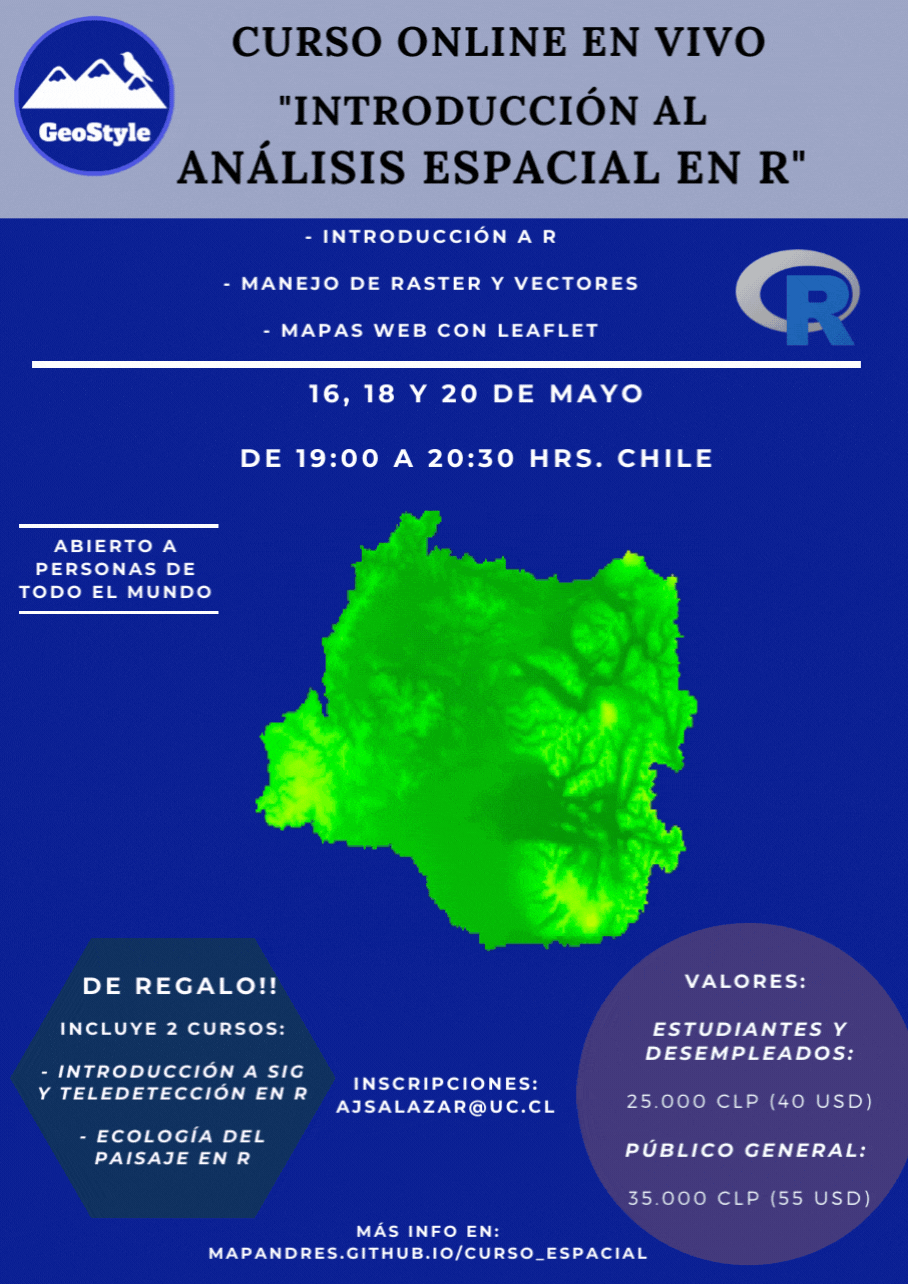 GeoStyle
CURSO ONLINE EN VIVO
"INTRODUCCIÓN AL
ANÁLISIS ESPACIAL EN R"
- INTRODUCCIÓN A R
- MANEJO DE RASTER Y VECTORES
- MAPAS WEB CON LEAFLET
R
16, 18 Y 20 DE MAYO
DE 19:00 A 20:30 HRS. CHILE
ABIERTO A
PERSONAS DE
TODO EL MUNDO
DE REGALO!!
INCLUYE 2 CURSOS:
- INTRODUCCIÓN A SIG
Y TELEDETECCIÓN EN R
- ECOLOGÍA DEL
PAISAJE EN R
INSCRIPCIONES:
AJSALAZAR@UC.CL
VALORES:
ESTUDIANTES Y
DESEMPLEADOS:
25.000 CLP (40 USD)
PÚBLICO GENERAL:
35.000 CLP (55 USD)
MÁS INFO EN:
MAPANDRES.GITHUB.IO/CURSO_ESPACIAL